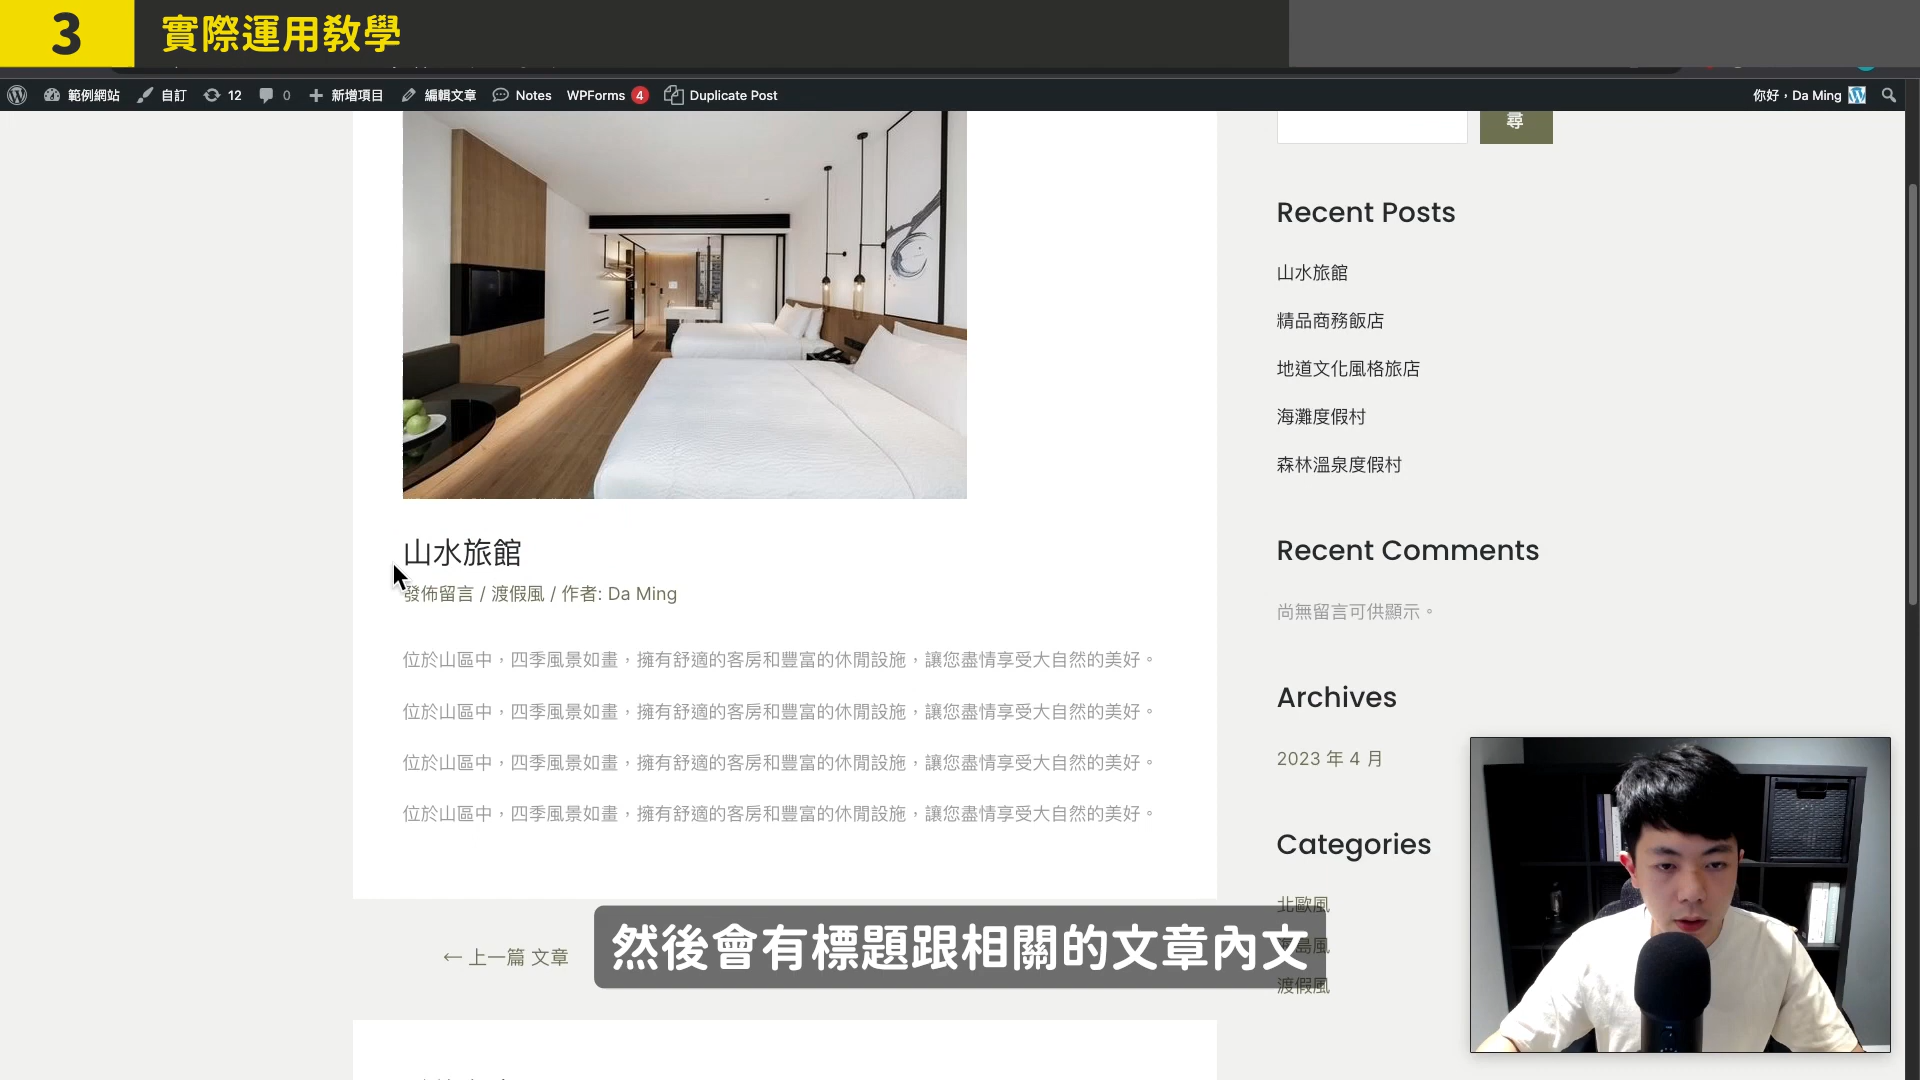 3
實際運用教學
範例網站
自訂
12
0
新增項目
編輯文章
Notes
WPForms 4
Duplicate Post
你好，Da Ming
尋
Recent Posts
山水旅館
精品商務飯店
地道文化風格旅店
海灘度假村
森林溫泉度假村
Recent Comments
尚無留言可供顯示。
Archives
2023 年 4 月
Categories
北歐風
島風
渡假風
山水旅館
發佈留言 / 渡假風 / 作者: Da Ming
位於山區中，四季風景如畫，擁有舒適的客房和豐富的休閒設施，讓您盡情享受大自然的美好。
位於山區中，四季風景如畫，擁有舒適的客房和豐富的休閒設施，讓您盡情享受大自然的美好。
位於山區中，四季風景如畫，擁有舒適的客房和豐富的休閒設施，讓您盡情享受大自然的美好。
位於山區中，四季風景如畫，擁有舒適的客房和豐富的休閒設施，讓您盡情享受大自然的美好。
← 上一篇 文章
然後會有標題跟相關的文章內文